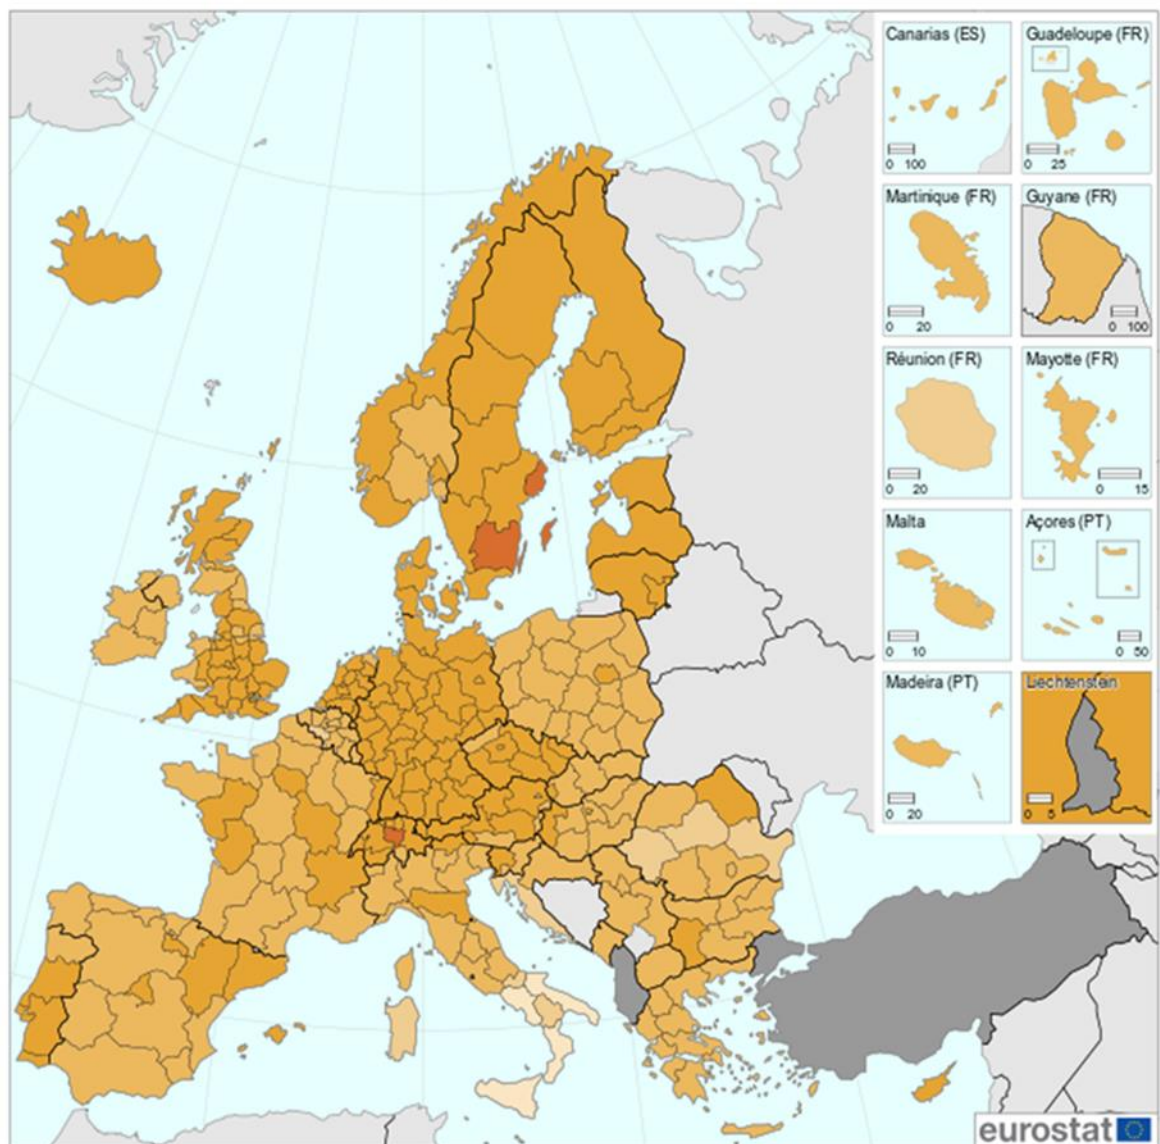 Canarias (ES)
0 100
Guadeloupe (FR)
0 25
Martinique (FR)
0 20
Guyane (FR)
0 100
Réunion (FR)
0 20
Mayotte (FR)
0 15
Malta
0 10
Açores (PT)
0 50
Madeira (PT)
0 20
Liechtenstein
0 5
eurostat